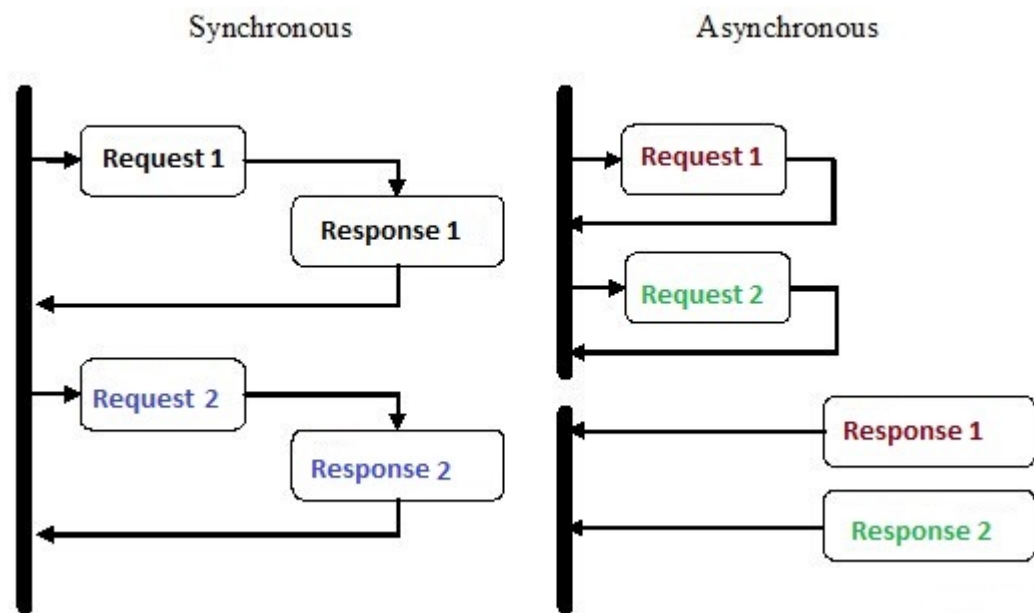 Synchronous
Asynchronous
Request 1
Response 1
Request 2
Response 2
Request 1
Request 2
Response 1
Response 2